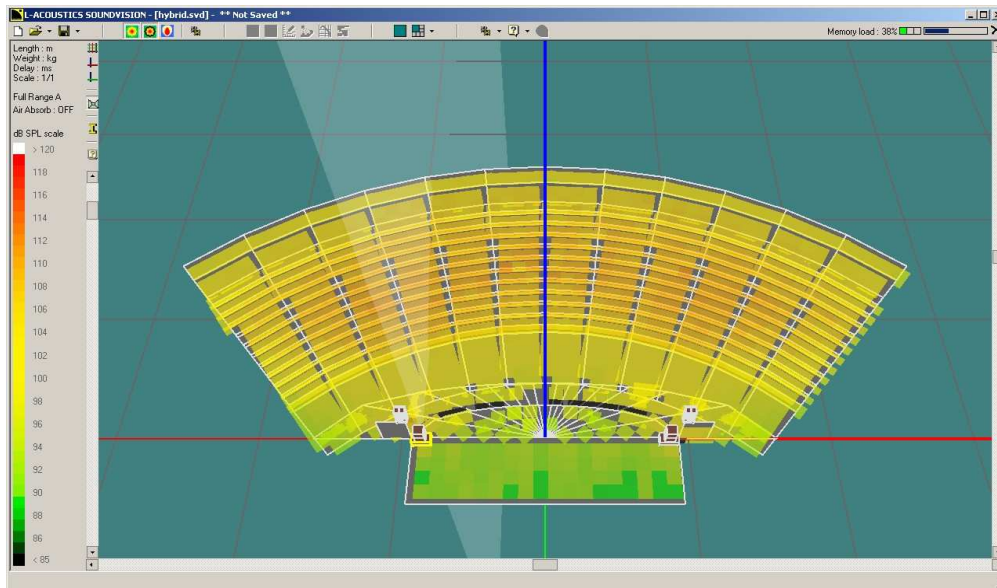 L-ACOUSTICS SOUNDVISION - [hybrid.svd] - ** Not Saved **
Memory load : 38%
Length : m
Weight : kg
Delay : ms
Scale : 1/1
Full Range A
Air Absorb : OFF
dB SPL scale
> 120
118
116
114
112
110
108
106
104
102
100
98
96
94
92
90
88
86
< 85